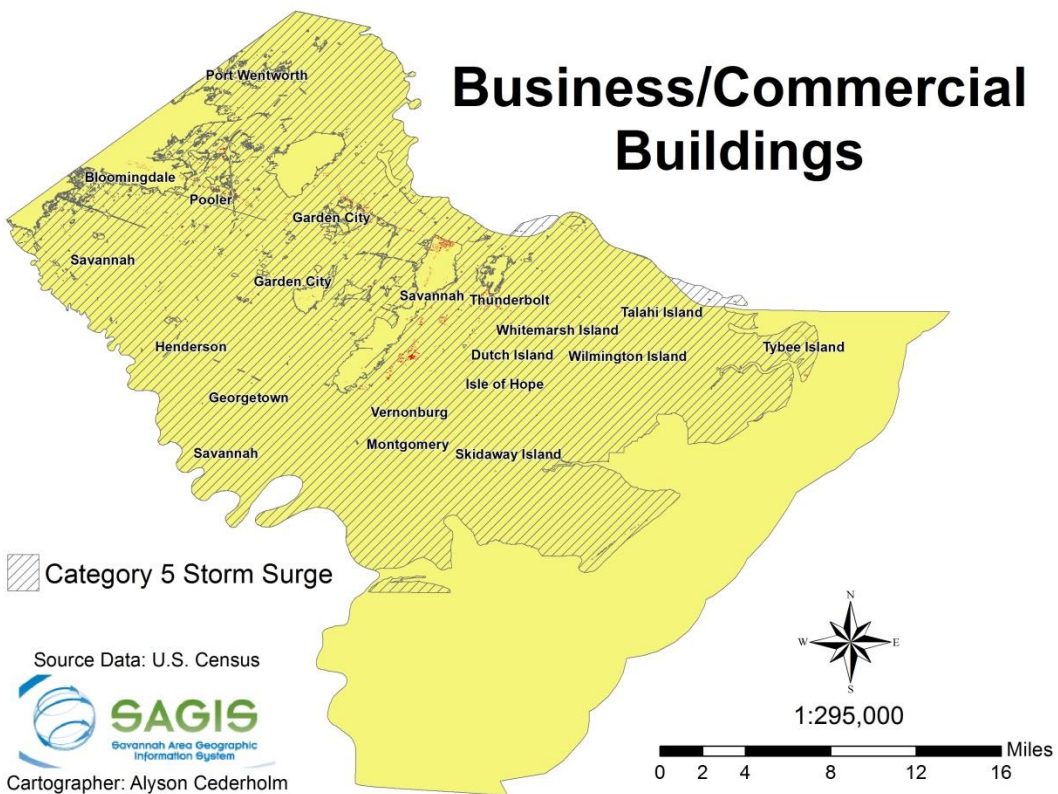 Business/Commercial
Buildings
Port Wentworth
Bloomingdale
Pooler
Garden City
Savannah
Garden City
Savannah
Thunderbolt
Talahi Island
Whitemarsh Island
Henderson
Dutch Island
Wilmington Island
Tybee Island
Isle of Hope
Georgetown
Vernonburg
Montgomery
Savannah
Skidaway Island
Category 5 Storm Surge
Source Data: U.S. Census
SAGIS
Savannah Area Geographic
Information System
Cartographer: Alyson Cederholm
N
W
E
S
1:295,000
Miles
0 2 4 8 12 16